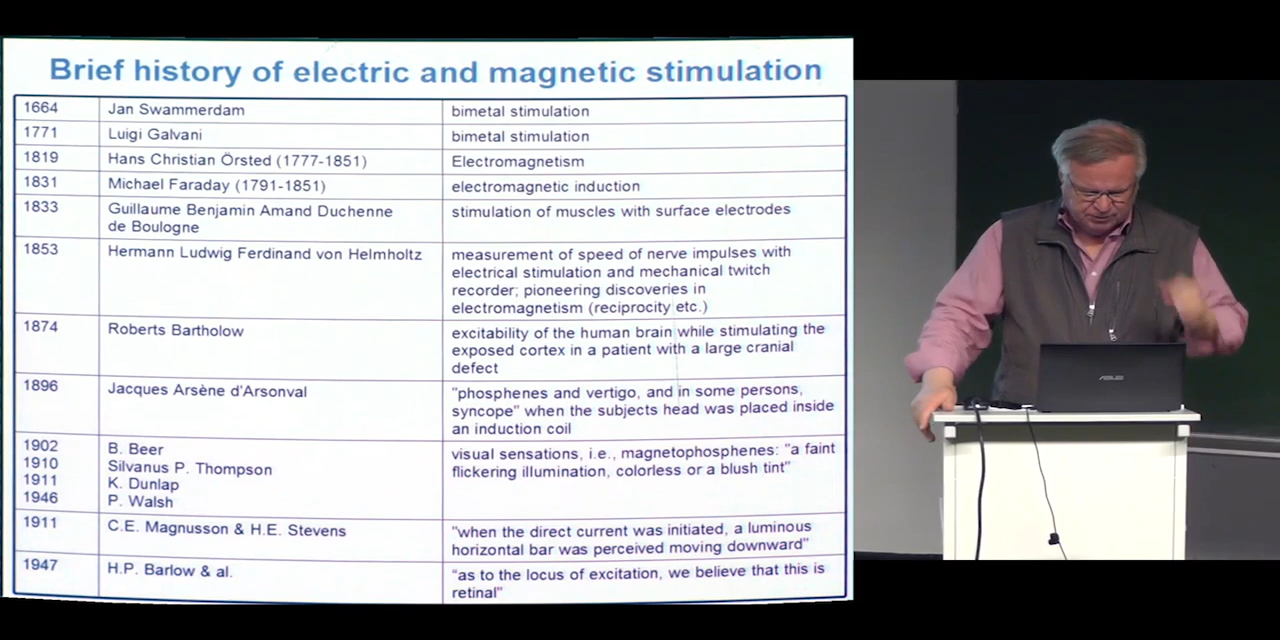 Brief history of electric and magnetic stimulation
1664 Jan Swammerdam bimetal stimulation
1771 Luigi Galvani bimetal stimulation
1819 Hans Christian Örsted (1777-1851) Electromagnetism
1831 Michael Faraday (1791-1851) electromagnetic induction
1833 Guillaume Benjamin Amand Duchenne
de Boulogne
stimulation of muscles with surface electrodes
1853 Hermann Ludwig Ferdinand von Helmholtz
measurement of speed of nerve impulses with
electrical stimulation and mechanical twitch
recorder; pioneering discoveries in
electromagnetism (reciprocity etc.)
1874 Roberts Bartholow
excitability of the human brain while stimulating the
exposed cortex in a patient with a large cranial
defect
1896 Jacques Arsène d'Arsonval
"phosphenes and vertigo, and in some persons,
syncope" when the subjects head was placed inside
an induction coil
1902 B. Beer
1910 Silvanus P. Thompson
1911 K. Dunlap
1946 P. Walsh
visual sensations, i.e., magnetophosphenes: "a faint
flickering illumination, colorless or a blush tint"
1911 C.E. Magnusson & H.E. Stevens
"when the direct current was initiated, a luminous
horizontal bar was perceived moving downward"
1947 H.P. Barlow & al.
"as to the locus of excitation, we believe that this is
retinal"
ASUS